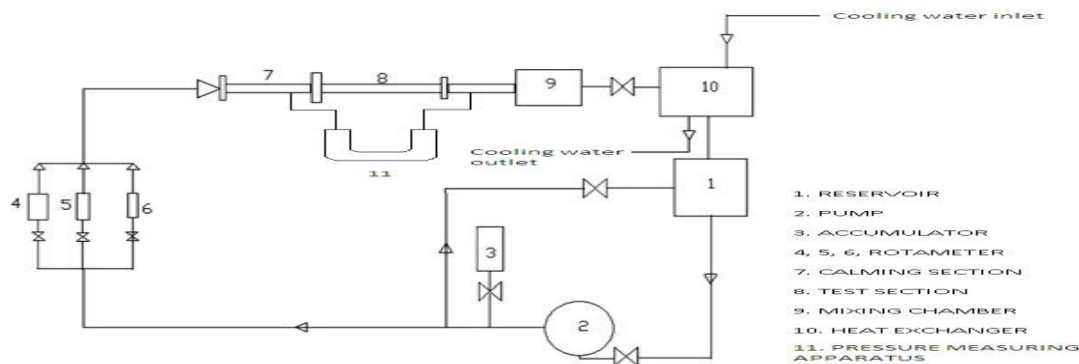 Cooling water inlet
7
8
9
10
Cooling water
outlet
11
1
4
5
6
3
2
1. RESERVOIR
2. PUMP
3. ACCUMULATOR
4, 5, 6, ROTAMETER
7. CALMING SECTION
8. TEST SECTION
9. MIXING CHAMBER
10. HEAT EXCHANGER
11. PRESSURE MEASURING
APPARATUS